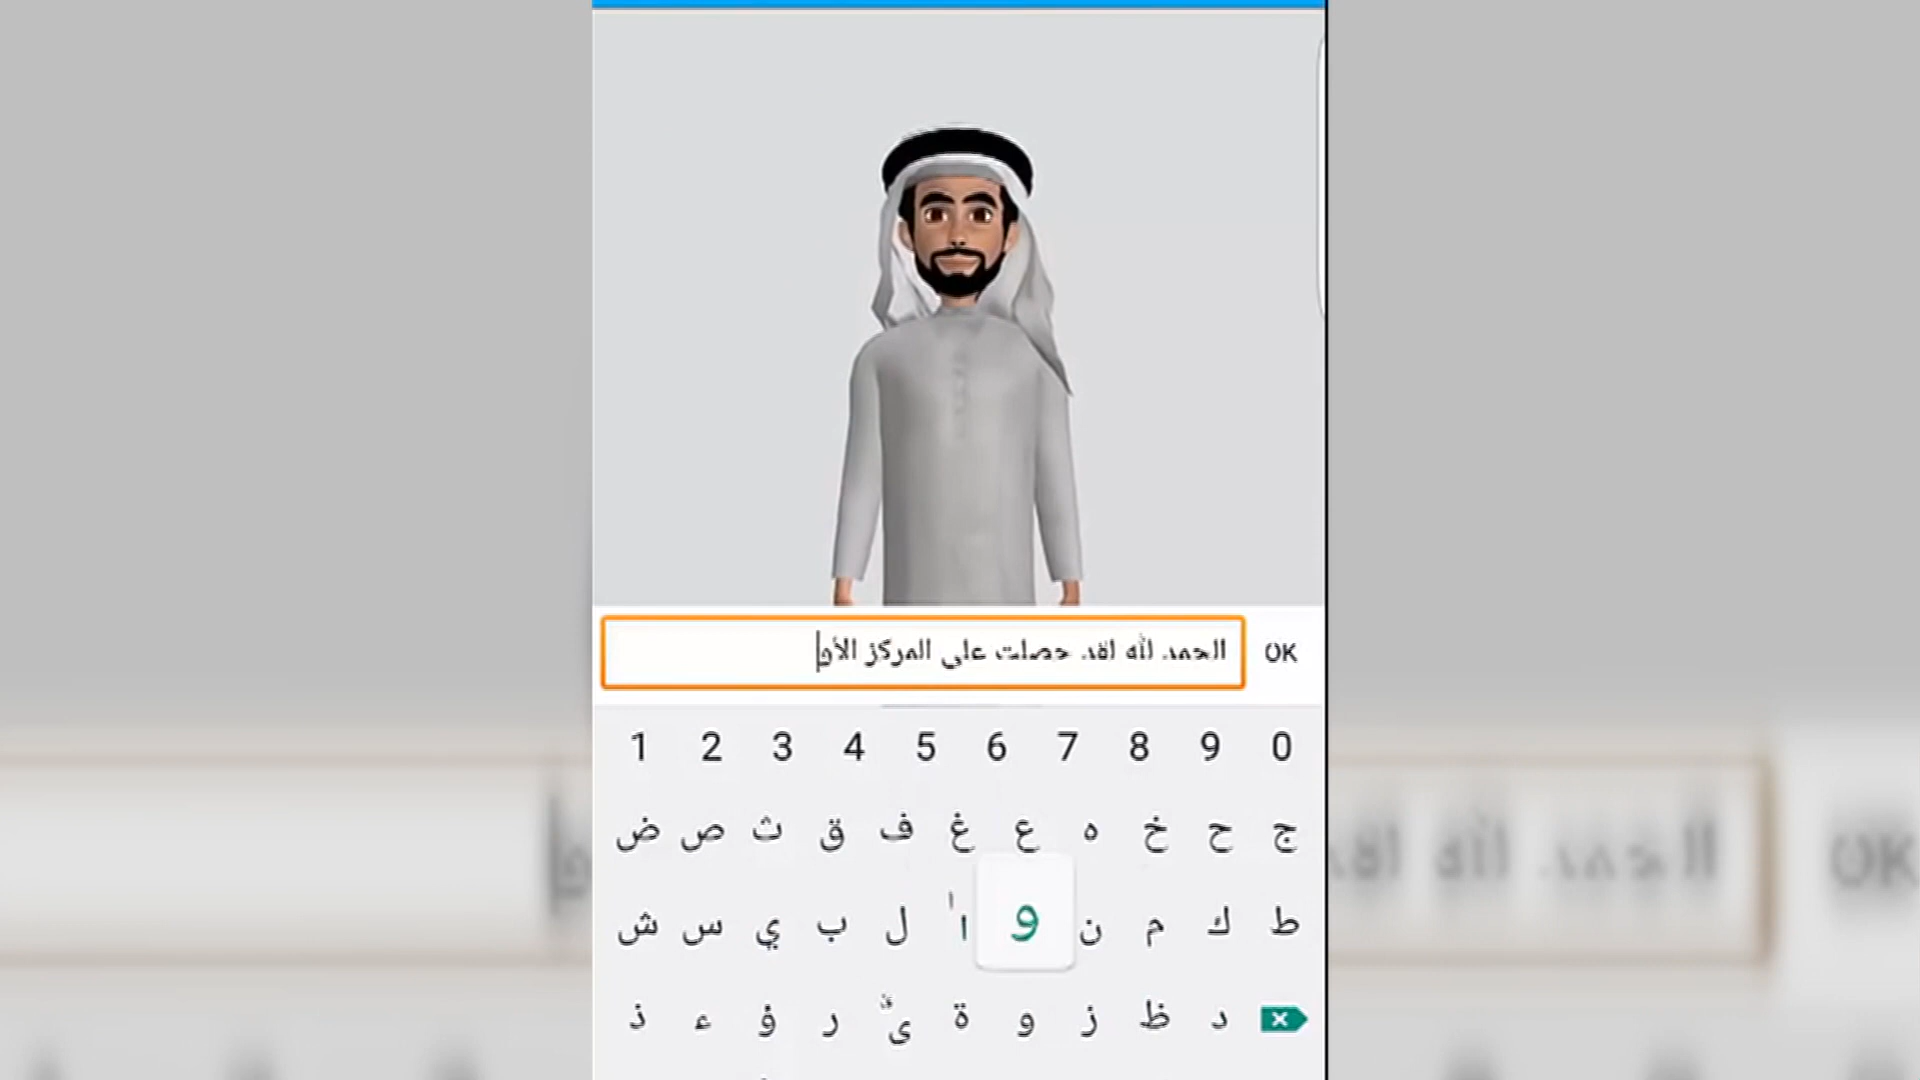 الحمد لله لقد حصلت على المركز الأو
OK
1 2 3 4 5 6 7 8 9 0
ض ص ث ق ف غ ع ه خ ح ج
ش س ي ب ل ا و ن م ك ط
ذ ء ؤ ر ى ة و ز ظ د